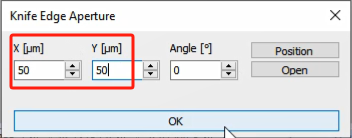 Knife Edge Aperture
X [µm] Y [µm] Angle [°] Position
50 50 0 Open
OK